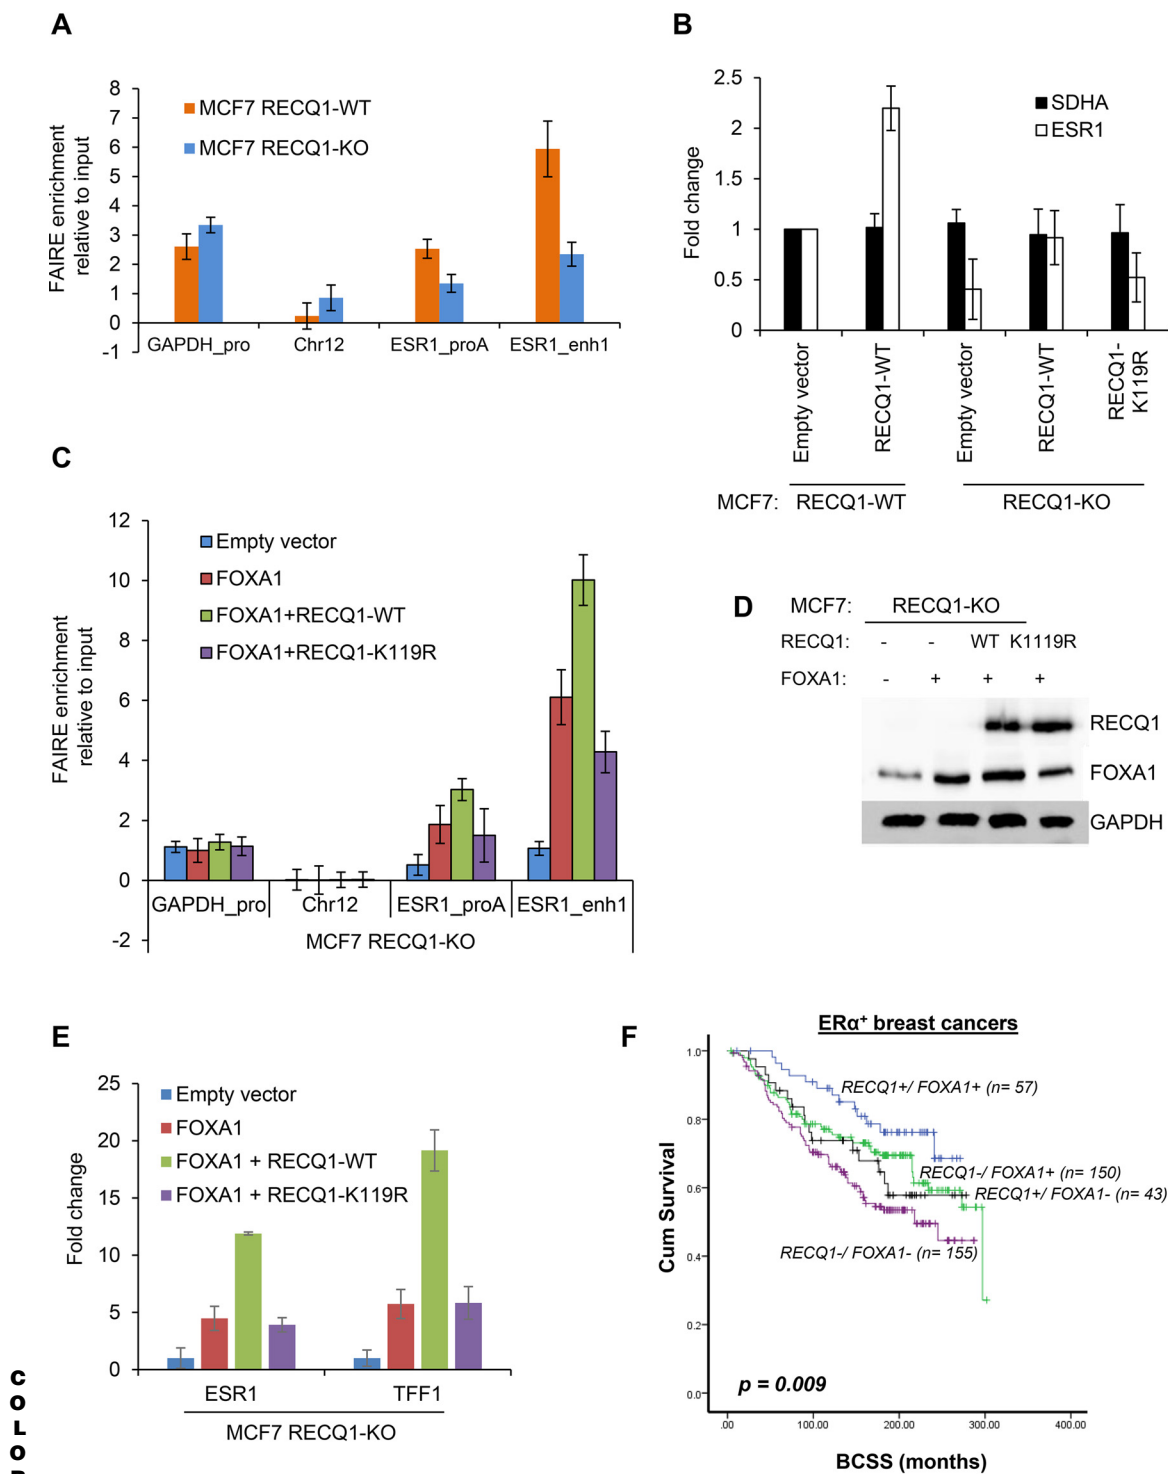 A
FAIRE enrichment
relative to input
8
7
6
5
4
3
2
1
0
-1
MCF7 RECQ1-WT
MCF7 RECQ1-KO
GAPDH_pro
Chr12
ESR1_proA
ESR1_enh1
B
Fold change
2.5
2
1.5
1
0.5
0
SDHA
ESR1
Empty vector
RECQ1-WT
Empty vector
RECQ1-WT
RECQ1-
K119R
MCF7:
RECQ1-WT
RECQ1-KO
C
FAIRE enrichment
relative to input
12
10
8
6
4
2
0
-2
Empty vector
FOXA1
FOXA1+RECQ1-WT
FOXA1+RECQ1-K119R
GAPDH_pro
Chr12
ESR1_proA
ESR1_enh1
MCF7 RECQ1-KO
D
MCF7: RECQ1-KO
RECQ1: - - WT K1119R
FOXA1: - + + +
RECQ1
FOXA1
GAPDH
E
Fold change
25
20
15
10
5
0
Empty vector
FOXA1
FOXA1 + RECQ1-WT
FOXA1 + RECQ1-K119R
ESR1
TFF1
MCF7 RECQ1-KO
F
ERα+ breast cancers
Cum Survival
1.0
0.8
0.6
0.4
0.2
0.0
RECQ1+/ FOXA1+ (n= 57)
RECQ1-/ FOXA1+ (n= 150)
RECQ1+/ FOXA1- (n= 43)
RECQ1-/ FOXA1- (n= 155)
p = 0.009
.00
100.00
200.00
300.00
400.00
BCSS (months)
C
O
L
O